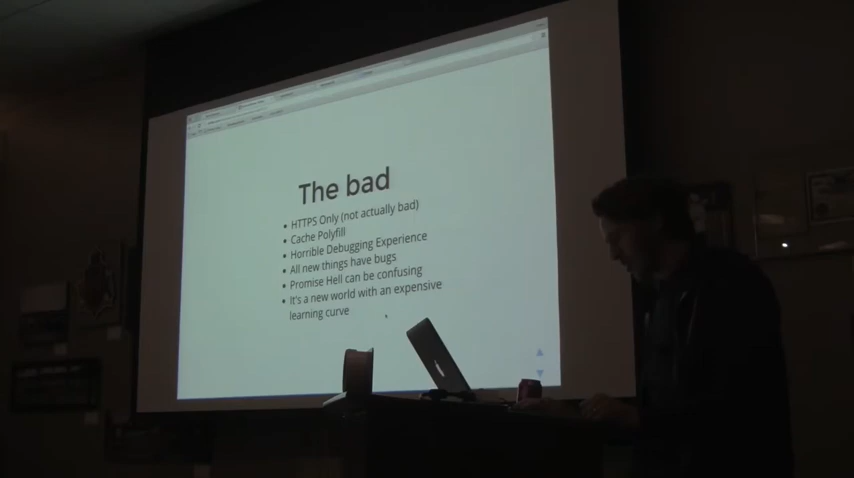 The bad
• HTTPS Only (not actually bad)
• Cache Polyfill
• Horrible Debugging Experience
• All new things have bugs
• Promise Hell can be confusing
• It's a new world with an expensive
learning curve